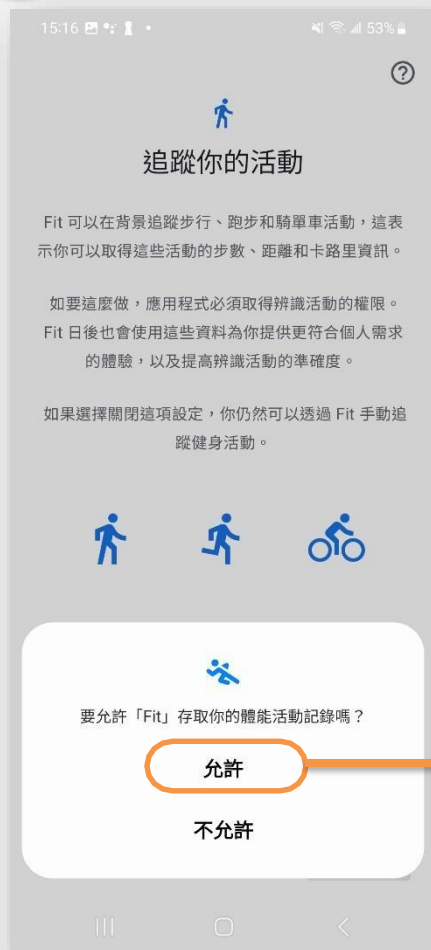 15:16
53%
追蹤你的活動
Fit 可以在背景追蹤步行、跑步和騎單車活動，這表
示你可以取得這些活動的步數、距離和卡路里資訊。
如要這麼做，應用程式必須取得辨識活動的權限。
Fit 日後也會使用這些資料為你提供更符合個人需求
的體驗，以及提高辨識活動的準確度。
如果選擇關閉這項設定，你仍然可以透過 Fit 手動追
蹤健身活動。
要允許「Fit」存取你的體能活動記錄嗎？
允許
不允許